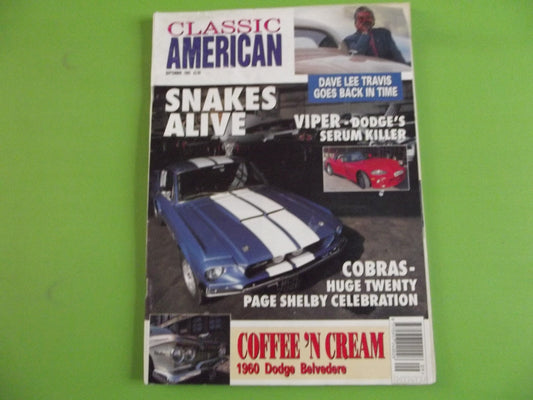 CLASSIC
AMERICAN
DAVE LEE TRAVIS
GOES BACK IN TIME
SNAKES
ALIVE
VIPER - DODGE'S
SERUM KILLER
COBRAS-
HUGE TWENTY
PAGE SHELBY CELEBRATION
COFFEE 'N CREAM
1960 Dodge Belvedere